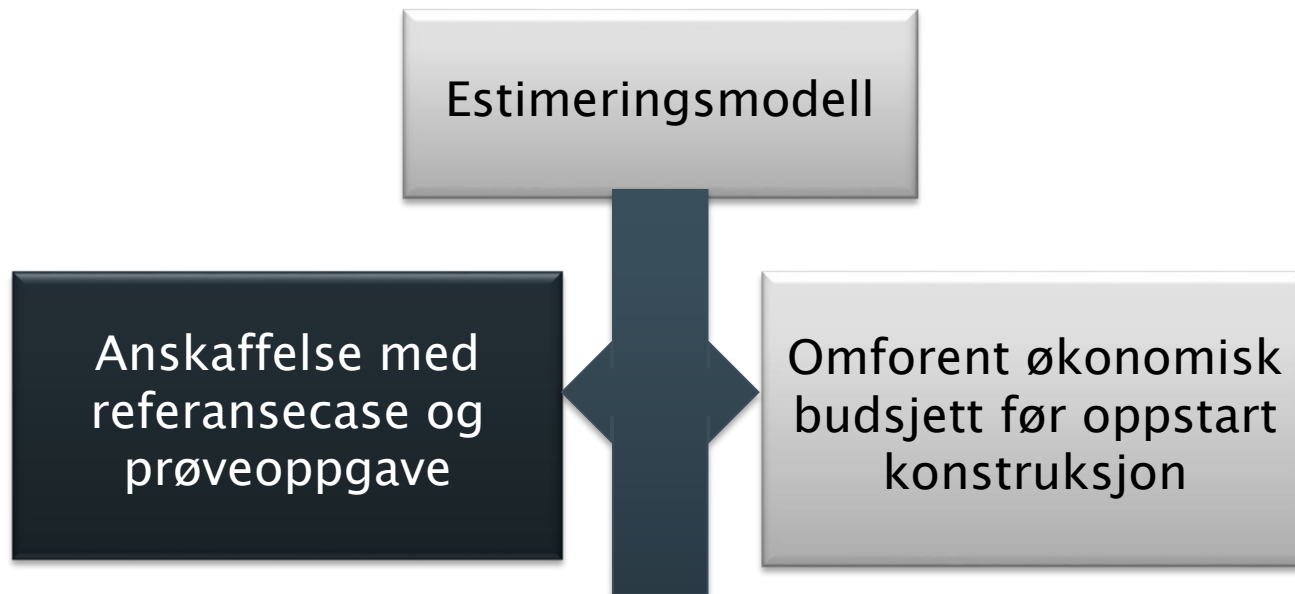 Estimeringsmodell
Anskaffelse med
referansecase og
prøveoppgave
Omforent økonomisk
budsjett før oppstart
konstruksjon